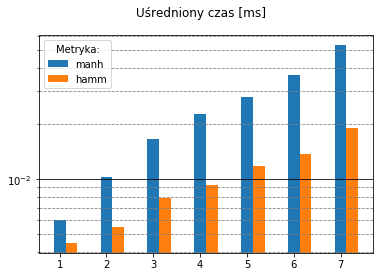 Uśredniony czas [ms]
Metryka:
manh
hamm
10⁻²
1 2 3 4 5 6 7